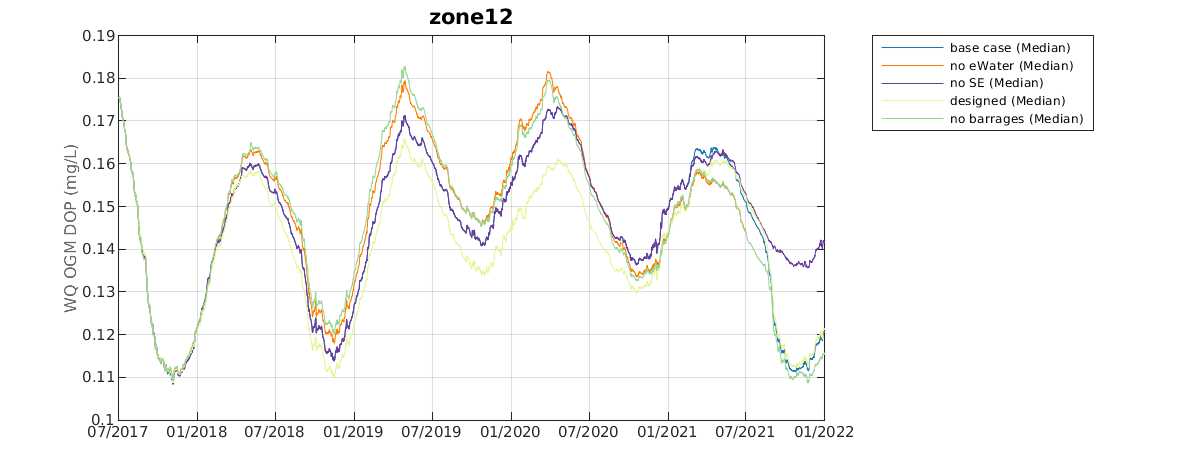 zone12
WQ OGM DOP (mg/L)
0.19
0.18
0.17
0.16
0.15
0.14
0.13
0.12
0.11
0.1
07/2017 01/2018 07/2018 01/2019 07/2019 01/2020 07/2020 01/2021 07/2021 01/2022
base case (Median)
no eWater (Median)
no SE (Median)
designed (Median)
no barrages (Median)